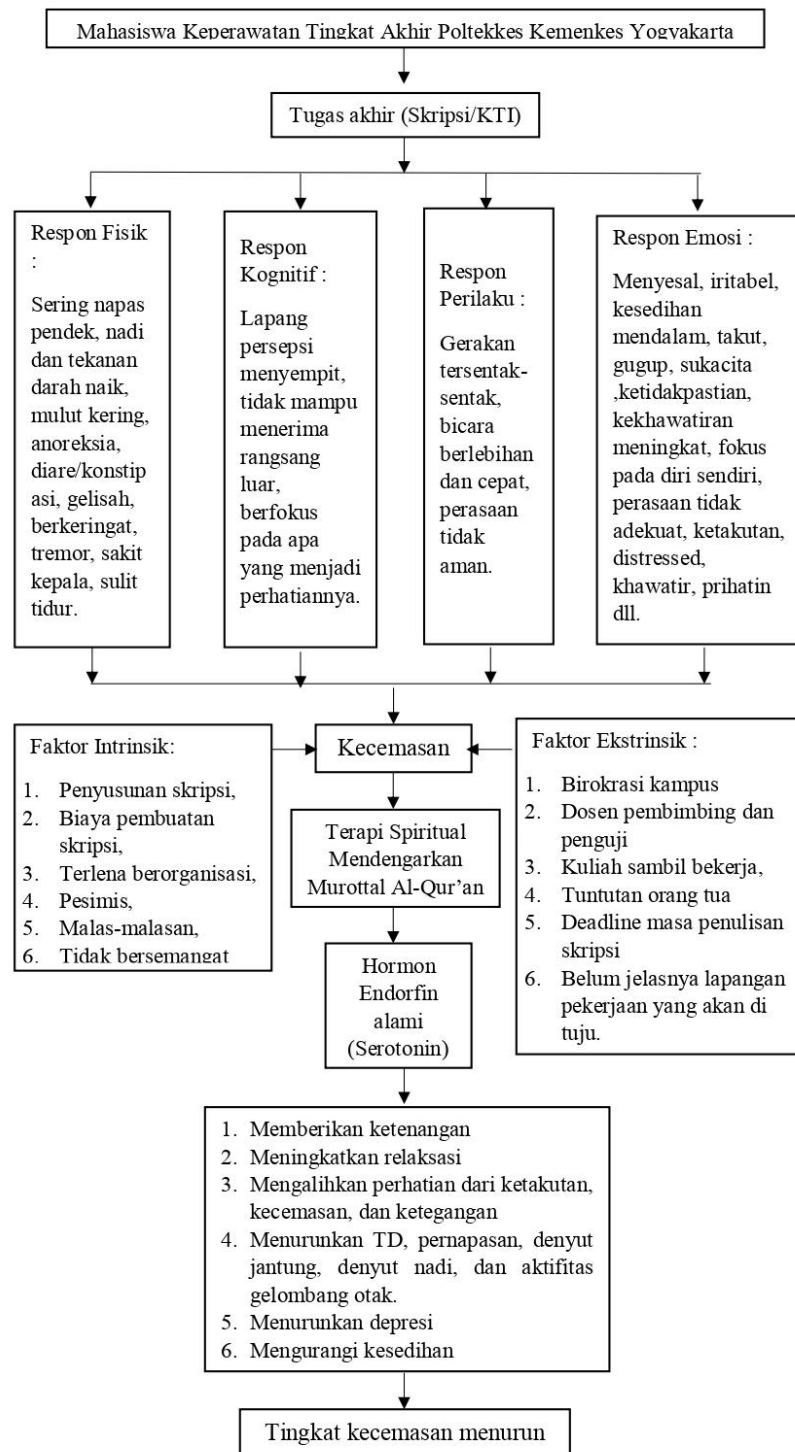 Mahasiswa Keperawatan Tingkat Akhir Poltekkes Kemenkes Yogyakarta
Tugas akhir (Skripsi/KTI)
Respon Fisik
:
Sering napas
pendek, nadi
dan tekanan
darah naik,
mulut kering,
anoreksia,
diare/konstip
asi, gelisah,
berkeringat,
tremor, sakit
kepala, sulit
tidur.
Respon
Kognitif :
Lapang
persepsi
menyempit,
tidak mampu
menerima
rangsang
luar,
berfokus
pada apa
yang menjadi
perhatiannya.
Respon
Perilaku :
Gerakan
tersentak-
sentak,
bicara
berlebihan
dan cepat,
perasaan
tidak
aman.
Respon Emosi :
Menyesal, iritabel,
kesedihan
mendalam, takut,
gugup, sukacita
,ketidakpastian,
kekhawatiran
meningkat, fokus
pada diri sendiri,
perasaan tidak
adekuat, ketakutan,
distressed,
khawatir, prihatin
dll.
Faktor Intrinsik:
1. Penyusunan skripsi,
2. Biaya pembuatan
skripsi,
3. Terlena berorganisasi,
4. Pesimis,
5. Malas-malasan,
6. Tidak bersemangat
Kecemasan
Faktor Ekstrinsik :
1. Birokrasi kampus
2. Dosen pembimbing dan
penguji
3. Kuliah sambil bekerja,
4. Tuntutan orang tua
5. Deadline masa penulisan
skripsi
6. Belum jelasnya lapangan
pekerjaan yang akan di
tuju.
Terapi Spiritual
Mendengarkan
Murottal Al-Qur’an
Hormon
Endorfin
alami
(Serotonin)
1. Memberikan ketenangan
2. Meningkatkan relaksasi
3. Mengalihkan perhatian dari ketakutan,
kecemasan, dan ketegangan
4. Menurunkan TD, pernapasan, denyut
jantung, denyut nadi, dan aktifitas
gelombang otak.
5. Menurunkan depresi
6. Mengurangi kesedihan
Tingkat kecemasan menurun